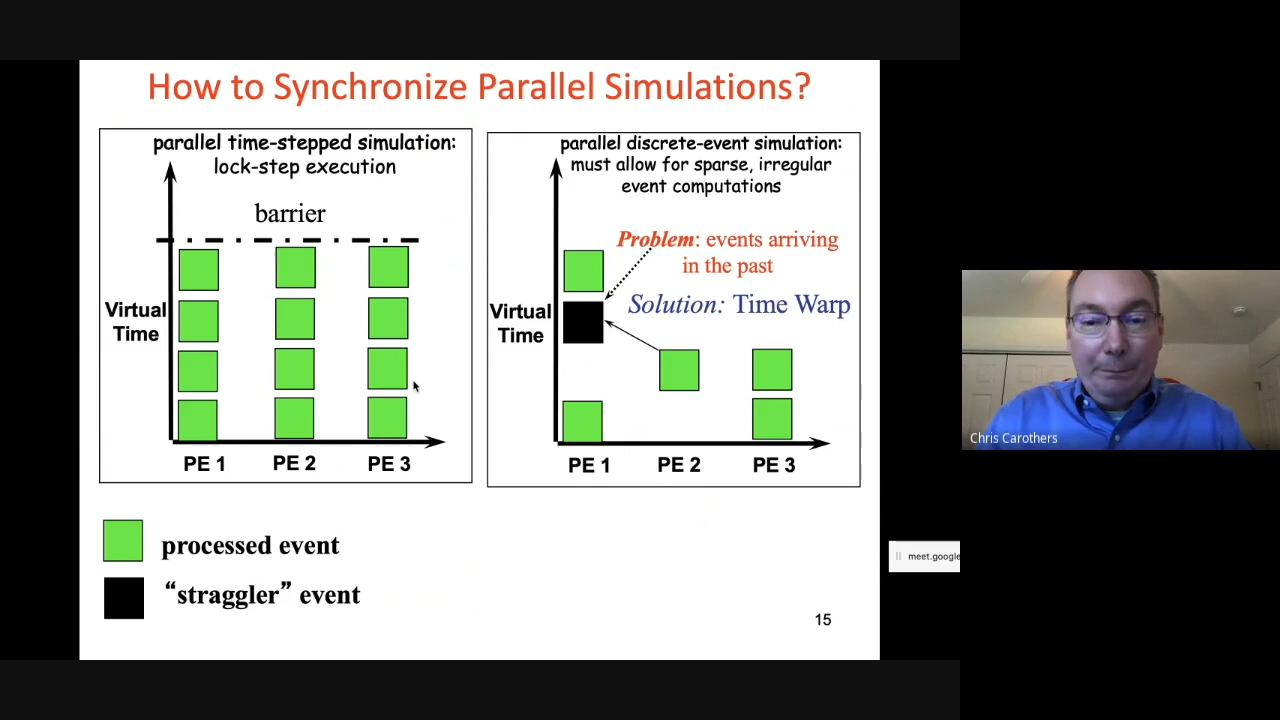 How to Synchronize Parallel Simulations?
parallel time-stepped simulation:
lock-step execution
barrier
Virtual
Time
PE 1
PE 2
PE 3
parallel discrete-event simulation:
must allow for sparse, irregular
event computations
Problem: events arriving
in the past
Solution: Time Warp
Virtual
Time
PE 1
PE 2
PE 3
processed event
“straggler” event
15
Chris Carothers
meet.google